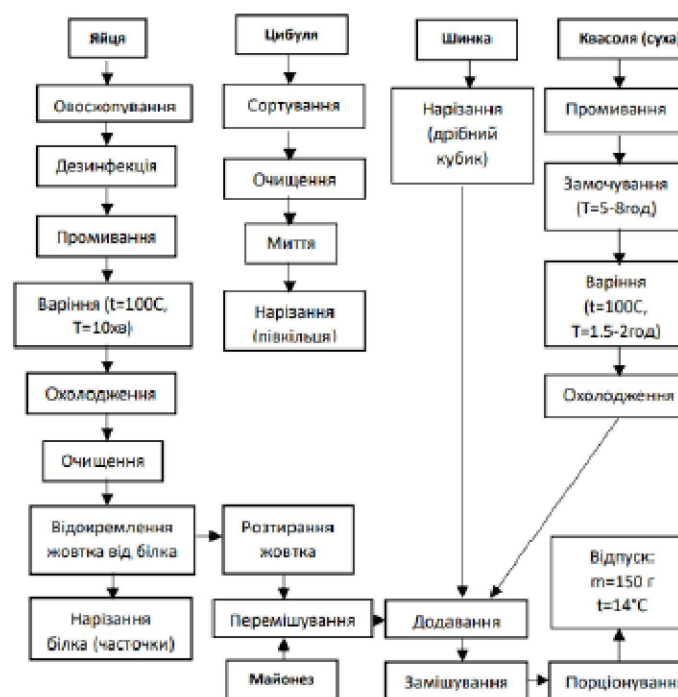 Яйця
Овоскопування
Дезинфекція
Промивання
Варіння (t=100С,
Т=10хв)
Охолодження
Очищення
Відокремлення
жовтка від білка
Нарізання
білка (часточки)
Цибуля
Сортування
Очищення
Миття
Нарізання
(півкільця)
Розтирання
жовтка
Перемішування
Майонез
Шинка
Нарізання
(дрібний
кубик)
Додавання
Замішування
Квасоля (суха)
Промивання
Замочування
(Т=5-8год)
Варіння
(t=100С,
Т=1.5-2год)
Охолодження
Відпуск:
m=150 г
t=14°С
Порціонування